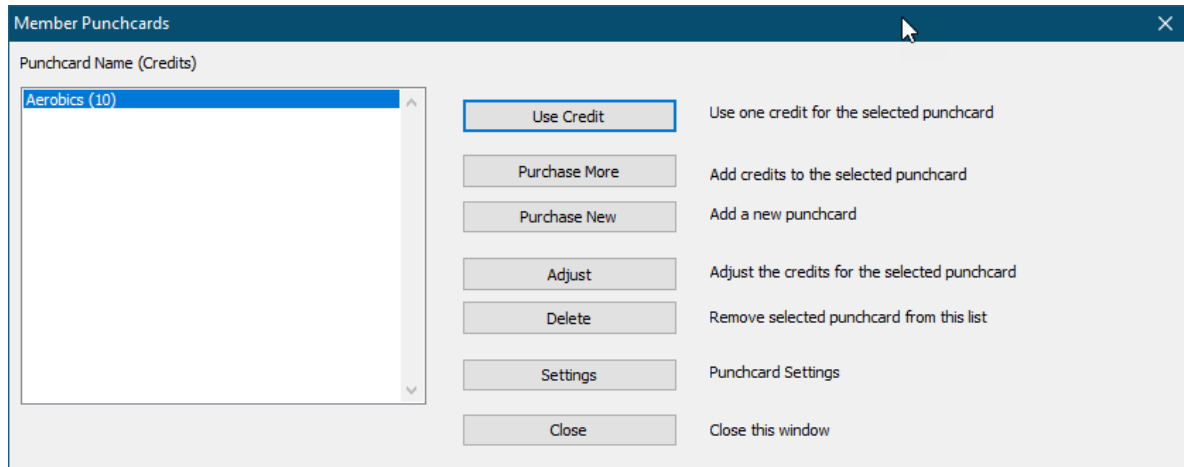 Member Punchcards
Punchcard Name (Credits)
Aerobics (10)
Use Credit
Use one credit for the selected punchcard
Purchase More
Add credits to the selected punchcard
Purchase New
Add a new punchcard
Adjust
Adjust the credits for the selected punchcard
Delete
Remove selected punchcard from this list
Settings
Punchcard Settings
Close
Close this window